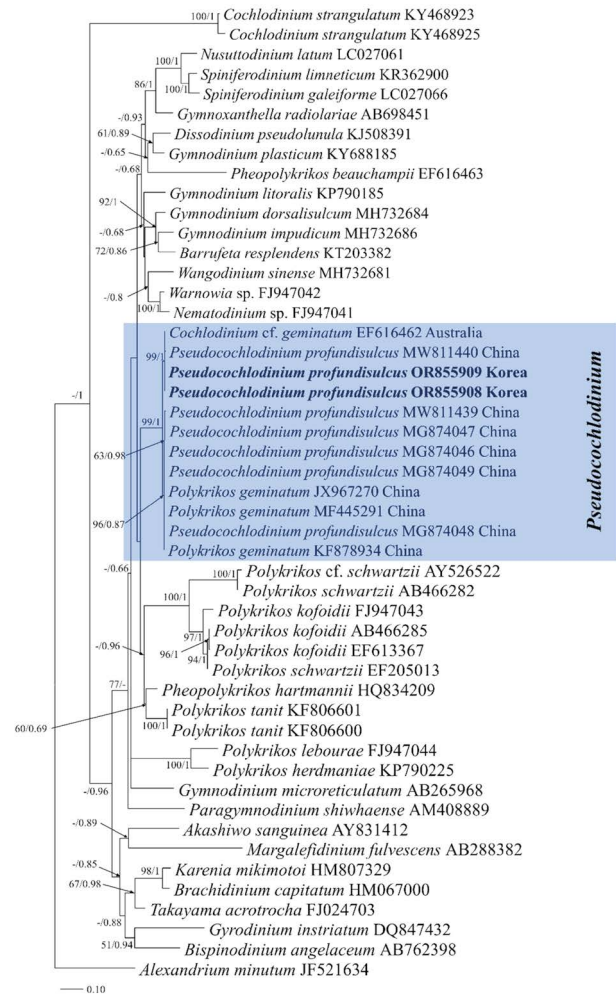 100/1
Cochlodinium strangulatum KY468923
Cochlodinium strangulatum KY468925
Nusuttodinium latum LC027061
100/1
Spiniferodinium limneticum KR362900
86/1
100/1
Spiniferodinium galeiforme LC027066
Gymnoxanthella radiolariae AB698451
-/0.93
61/0.89
Dissodinium pseudolunula KJ508391
-/0.65
Gymnodinium plasticum KY688185
-/0.68
Pheopolykrikos beauchampii EF616463
Gymnodinium litoralis KP790185
92/1
Gymnodinium dorsalisulcum MH732684
-/0.68
Gymnodinium impudicum MH732686
72/0.86
Barrufeta resplendens KT203382
Wangodinium sinense MH732681
-/0.8
Warnowia sp. FJ947042
100/1
Nematodinium sp. FJ947041
Cochlodinium cf. geminatum EF616462 Australia
99/1
Pseudocochlodinium profundisulcus MW811440 China
Pseudocochlodinium profundisulcus OR855909 Korea
-/1
Pseudocochlodinium profundisulcus OR855908 Korea
Pseudocochlodinium profundisulcus MW811439 China
99/1
Pseudocochlodinium profundisulcus MG874047 China
63/0.98
Pseudocochlodinium profundisulcus MG874046 China
Pseudocochlodinium profundisulcus MG874049 China
Polykrikos geminatum JX967270 China
Polykrikos geminatum MF445291 China
96/0.87
Pseudocochlodinium profundisulcus MG874048 China
Polykrikos geminatum KF878934 China
Pseudocochlodinium
-/0.66
100/1
Polykrikos cf. schwartzii AY526522
Polykrikos schwartzii AB466282
100/1
Polykrikos kofoidii FJ947043
97/1
Polykrikos kofoidii AB466285
-/0.96
96/1
Polykrikos kofoidii EF613367
94/1
Polykrikos schwartzii EF205013
77/-
Pheopolykrikos hartmannii HQ834209
Polykrikos tanit KF806601
60/0.69
100/1
Polykrikos tanit KF806600
Polykrikos lebourae FJ947044
100/1
Polykrikos herdmaniae KP790225
-/0.96
Gymnodinium microreticulatum AB265968
Paragymnodinium shiwhaense AM408889
-/0.89
Akashiwo sanguinea AY831412
Margalefidinium fulvescens AB288382
-/0.85
98/1
Karenia mikimotoi HM807329
67/0.98
Brachidinium capitatum HM067000
Takayama acrotrocha FJ024703
-/0.88
Gyrodinium instriatum DQ847432
51/0.94
Bispinodinium angelaceum AB762398
Alexandrium minutum JF521634
0.10